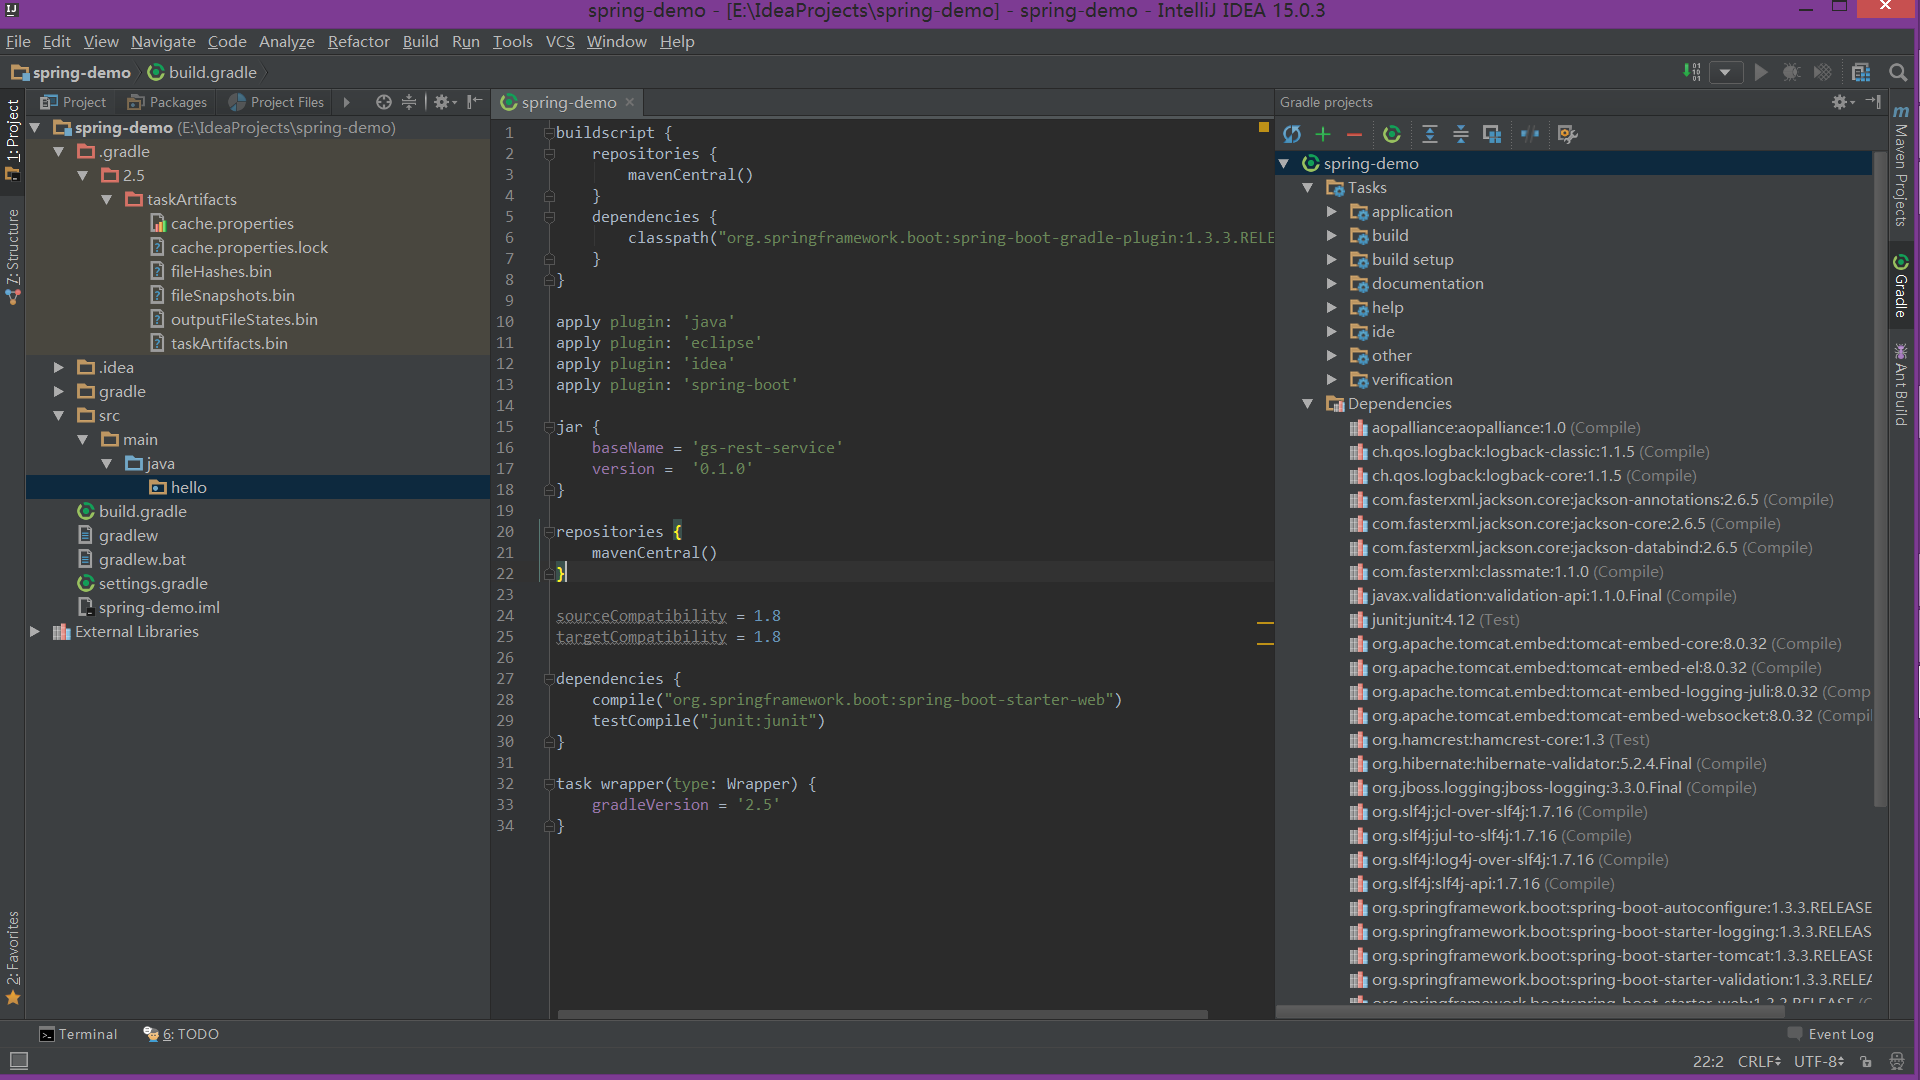 spring-demo - [E:\IdeaProjects\spring-demo] - spring-demo - IntelliJ IDEA 15.0.3
File Edit View Navigate Code Analyze Refactor Build Run Tools VCS Window Help
spring-demo build.gradle
1: Project
Z: Structure
2: Favorites
Project Packages Project Files
spring-demo (E:\IdeaProjects\spring-demo)
.gradle
2.5
taskArtifacts
cache.properties
cache.properties.lock
fileHashes.bin
fileSnapshots.bin
outputFileStates.bin
taskArtifacts.bin
.idea
gradle
src
main
java
hello
build.gradle
gradlew
gradlew.bat
settings.gradle
spring-demo.iml
External Libraries
spring-demo
1 buildscript {
2 repositories {
3 mavenCentral()
4 }
5 dependencies {
6 classpath("org.springframework.boot:spring-boot-gradle-plugin:1.3.3.RELE
7 }
8 }
9
10 apply plugin: 'java'
11 apply plugin: 'eclipse'
12 apply plugin: 'idea'
13 apply plugin: 'spring-boot'
14
15 jar {
16 baseName = 'gs-rest-service'
17 version =  '0.1.0'
18 }
19
20 repositories {
21 mavenCentral()
22 }
23
24 sourceCompatibility = 1.8
25 targetCompatibility = 1.8
26
27 dependencies {
28 compile("org.springframework.boot:spring-boot-starter-web")
29 testCompile("junit:junit")
30 }
31
32 task wrapper(type: Wrapper) {
33 gradleVersion = '2.5'
34 }
Gradle projects
spring-demo
Tasks
application
build
build setup
documentation
help
ide
other
verification
Dependencies
aopalliance:aopalliance:1.0 (Compile)
ch.qos.logback:logback-classic:1.1.5 (Compile)
ch.qos.logback:logback-core:1.1.5 (Compile)
com.fasterxml.jackson.core:jackson-annotations:2.6.5 (Compile)
com.fasterxml.jackson.core:jackson-core:2.6.5 (Compile)
com.fasterxml.jackson.core:jackson-databind:2.6.5 (Compile)
com.fasterxml:classmate:1.1.0 (Compile)
javax.validation:validation-api:1.1.0.Final (Compile)
junit:junit:4.12 (Test)
org.apache.tomcat.embed:tomcat-embed-core:8.0.32 (Compile)
org.apache.tomcat.embed:tomcat-embed-el:8.0.32 (Compile)
org.apache.tomcat.embed:tomcat-embed-logging-juli:8.0.32 (Comp
org.apache.tomcat.embed:tomcat-embed-websocket:8.0.32 (Compi
org.hamcrest:hamcrest-core:1.3 (Test)
org.hibernate:hibernate-validator:5.2.4.Final (Compile)
org.jboss.logging:jboss-logging:3.3.0.Final (Compile)
org.slf4j:jcl-over-slf4j:1.7.16 (Compile)
org.slf4j:jul-to-slf4j:1.7.16 (Compile)
org.slf4j:log4j-over-slf4j:1.7.16 (Compile)
org.slf4j:slf4j-api:1.7.16 (Compile)
org.springframework.boot:spring-boot-autoconfigure:1.3.3.RELEASE
org.springframework.boot:spring-boot-starter-logging:1.3.3.RELEAS
org.springframework.boot:spring-boot-starter-tomcat:1.3.3.RELEASE
org.springframework.boot:spring-boot-starter-validation:1.3.3.RELEA
org.springframework.boot:spring-boot-starter-web:1.3.3.RELEASE (C
Maven Projects
Gradle
Ant Build
Terminal 6: TODO Event Log
22:2 CRLF UTF-8